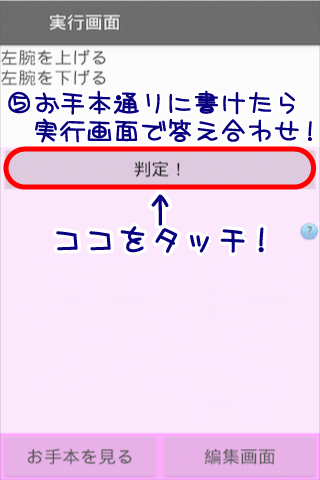 実行画面
左腕を上げる
左腕を下げる
⑤お手本通りに書けたら
実行画面で答え合わせ！
判定！
↑
ココをタッチ！
?
お手本を見る
編集画面